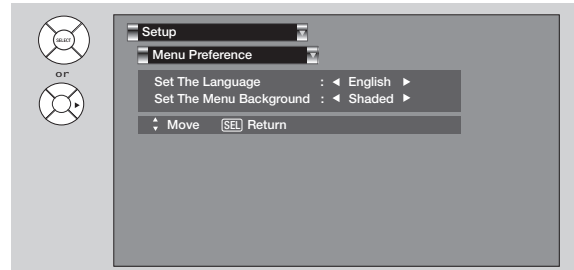 SELECT
or
Setup
Menu Preference
Set The Language : ◀ English ▶
Set The Menu Background : ◀ Shaded ▶
Move SEL Return